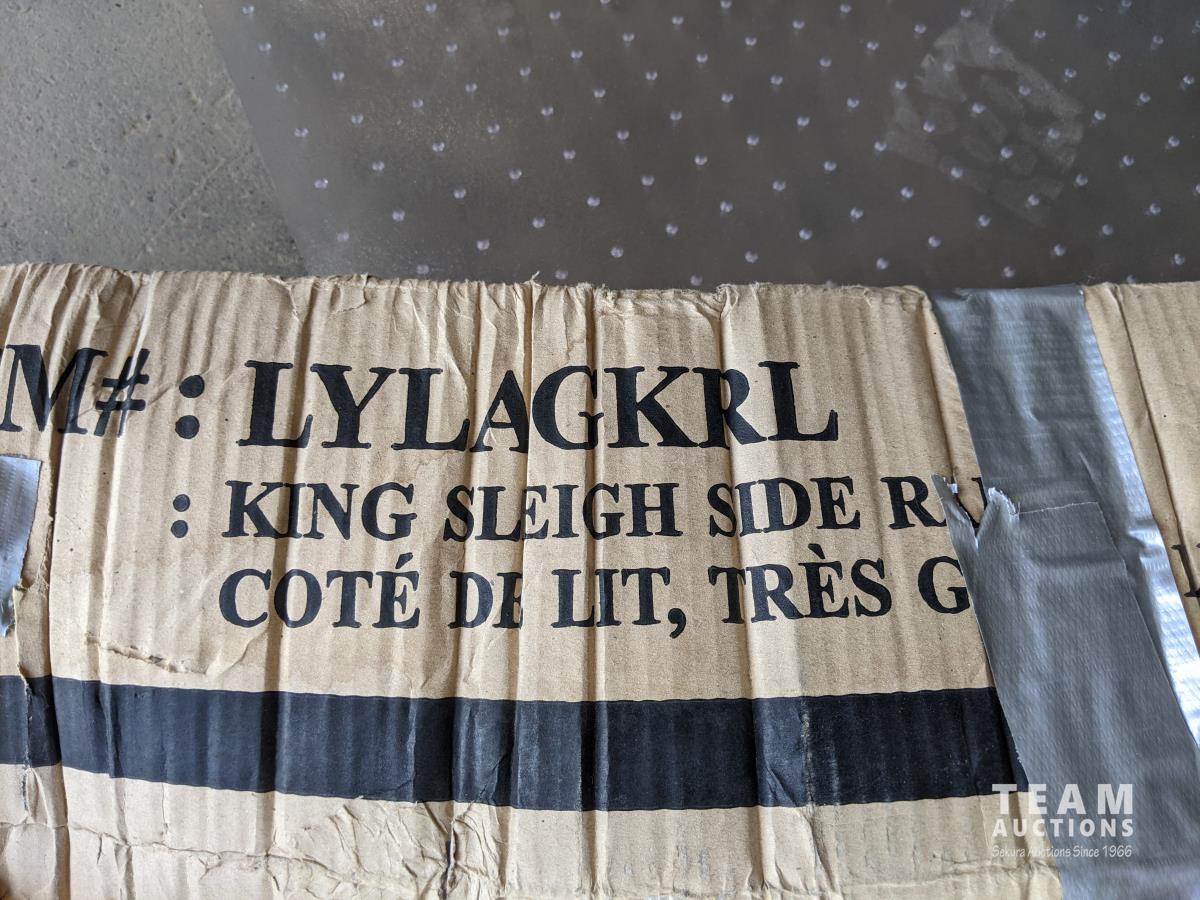 M# : LYLAGKRL
: KING SLEIGH SIDE
COTÉ DE LIT, TRÈS
TEAM
AUCTIONS
Sekura Auctions Since 1966